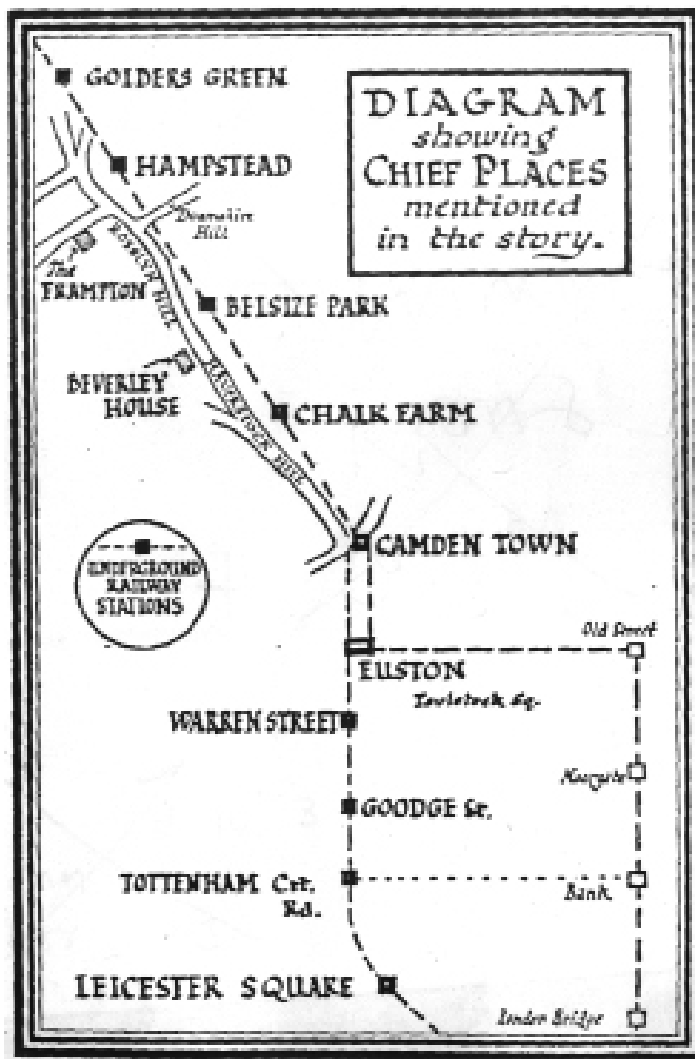 DIAGRAM
showing
CHIEF PLACES
mentioned
in the story.
GOLDERS GREEN
HAMPSTEAD
Downshire
Hill
The
FRAMPTON
ROSSLYN HILL
BELSIZE PARK
BEVERLEY
HOUSE
HAVERSTOCK HILL
CHALK FARM
CAMDEN TOWN
UNDERGROUND
RAILWAY
STATIONS
Old Street
EUSTON
Tavistock Sq.
WARREN STREET
Moorgate
GOODGE St.
TOTTENHAM Crt.
Rd.
Bank
LEICESTER SQUARE
London Bridge